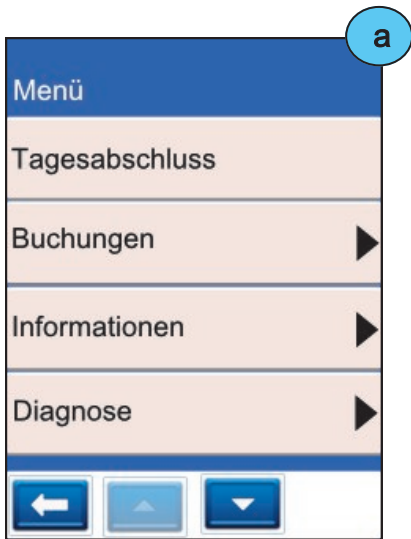 a
Menü
Tagesabschluss
Buchungen
Informationen
Diagnose